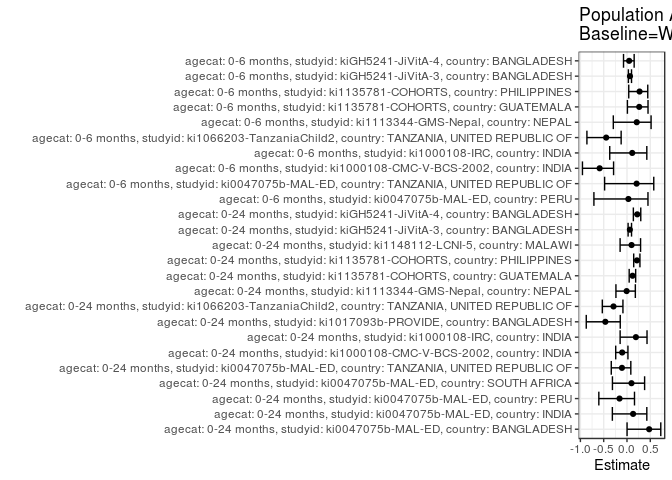 Population
Baseline=W
agecat: 0-6 months, studyid: kiGH5241-JiVitA-4, country: BANGLADESH
agecat: 0-6 months, studyid: kiGH5241-JiVitA-3, country: BANGLADESH
agecat: 0-6 months, studyid: ki1135781-COHORTS, country: PHILIPPINES
agecat: 0-6 months, studyid: ki1135781-COHORTS, country: GUATEMALA
agecat: 0-6 months, studyid: ki1113344-GMS-Nepal, country: NEPAL
agecat: 0-6 months, studyid: ki1066203-TanzaniaChild2, country: TANZANIA, UNITED REPUBLIC OF
agecat: 0-6 months, studyid: ki1000108-IRC, country: INDIA
agecat: 0-6 months, studyid: ki1000108-CMC-V-BCS-2002, country: INDIA
agecat: 0-6 months, studyid: ki0047075b-MAL-ED, country: TANZANIA, UNITED REPUBLIC OF
agecat: 0-6 months, studyid: ki0047075b-MAL-ED, country: PERU
agecat: 0-24 months, studyid: kiGH5241-JiVitA-4, country: BANGLADESH
agecat: 0-24 months, studyid: kiGH5241-JiVitA-3, country: BANGLADESH
agecat: 0-24 months, studyid: ki1148112-LCNI-5, country: MALAWI
agecat: 0-24 months, studyid: ki1135781-COHORTS, country: PHILIPPINES
agecat: 0-24 months, studyid: ki1135781-COHORTS, country: GUATEMALA
agecat: 0-24 months, studyid: ki1113344-GMS-Nepal, country: NEPAL
agecat: 0-24 months, studyid: ki1066203-TanzaniaChild2, country: TANZANIA, UNITED REPUBLIC OF
agecat: 0-24 months, studyid: ki1017093b-PROVIDE, country: BANGLADESH
agecat: 0-24 months, studyid: ki1000108-IRC, country: INDIA
agecat: 0-24 months, studyid: ki1000108-CMC-V-BCS-2002, country: INDIA
agecat: 0-24 months, studyid: ki0047075b-MAL-ED, country: TANZANIA, UNITED REPUBLIC OF
agecat: 0-24 months, studyid: ki0047075b-MAL-ED, country: SOUTH AFRICA
agecat: 0-24 months, studyid: ki0047075b-MAL-ED, country: PERU
agecat: 0-24 months, studyid: ki0047075b-MAL-ED, country: INDIA
agecat: 0-24 months, studyid: ki0047075b-MAL-ED, country: BANGLADESH
-1.0 -0.5 0.0 0.5
Estimate